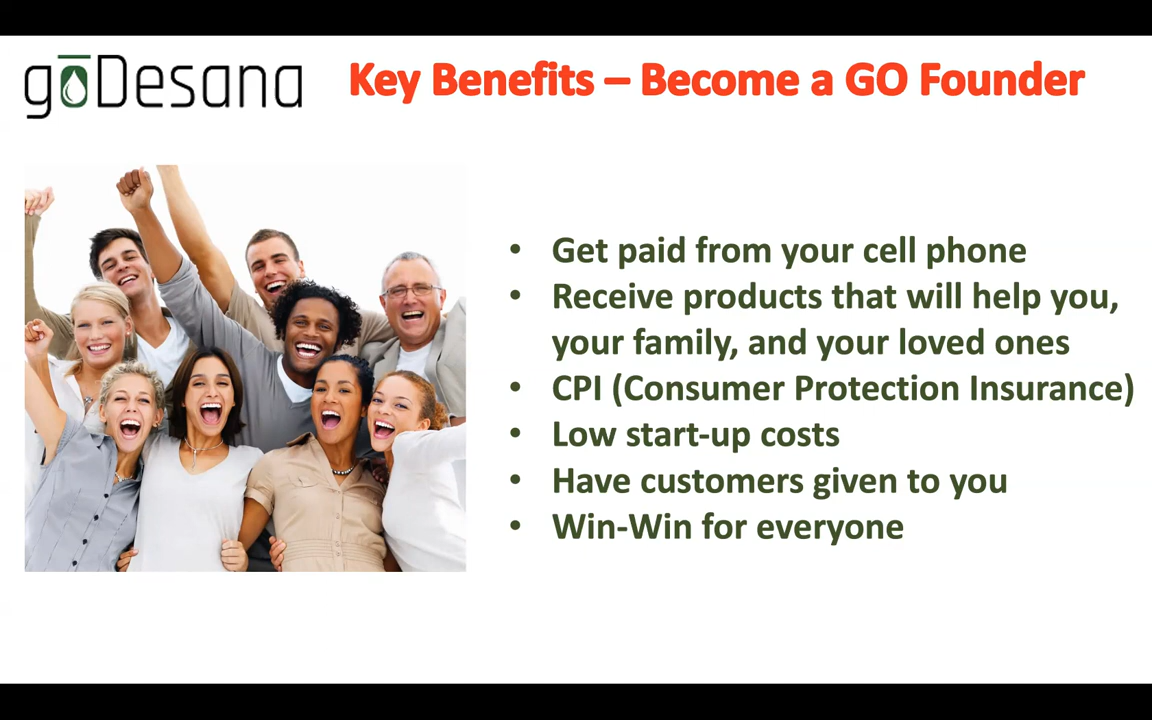 gōDesana
Key Benefits – Become a GO Founder
• Get paid from your cell phone
• Receive products that will help you,
your family, and your loved ones
• CPI (Consumer Protection Insurance)
• Low start-up costs
• Have customers given to you
• Win-Win for everyone